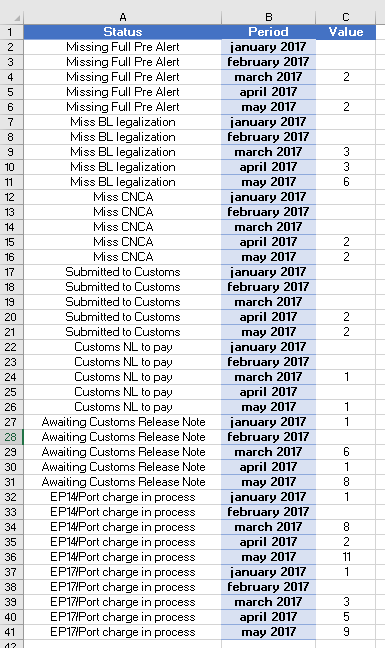 A B C
1 Status Period Value
2 Missing Full Pre Alert january 2017
3 Missing Full Pre Alert february 2017
4 Missing Full Pre Alert march 2017 2
5 Missing Full Pre Alert april 2017
6 Missing Full Pre Alert may 2017 2
7 Miss BL legalization january 2017
8 Miss BL legalization february 2017
9 Miss BL legalization march 2017 3
10 Miss BL legalization april 2017 3
11 Miss BL legalization may 2017 6
12 Miss CNCA january 2017
13 Miss CNCA february 2017
14 Miss CNCA march 2017
15 Miss CNCA april 2017 2
16 Miss CNCA may 2017 2
17 Submitted to Customs january 2017
18 Submitted to Customs february 2017
19 Submitted to Customs march 2017
20 Submitted to Customs april 2017 2
21 Submitted to Customs may 2017 2
22 Customs NL to pay january 2017
23 Customs NL to pay february 2017
24 Customs NL to pay march 2017 1
25 Customs NL to pay april 2017
26 Customs NL to pay may 2017 1
27 Awaiting Customs Release Note january 2017 1
28 Awaiting Customs Release Note february 2017
29 Awaiting Customs Release Note march 2017 6
30 Awaiting Customs Release Note april 2017 1
31 Awaiting Customs Release Note may 2017 8
32 EP14/Port charge in process january 2017 1
33 EP14/Port charge in process february 2017
34 EP14/Port charge in process march 2017 8
35 EP14/Port charge in process april 2017 2
36 EP14/Port charge in process may 2017 11
37 EP17/Port charge in process january 2017 1
38 EP17/Port charge in process february 2017
39 EP17/Port charge in process march 2017 3
40 EP17/Port charge in process april 2017 5
41 EP17/Port charge in process may 2017 9
42